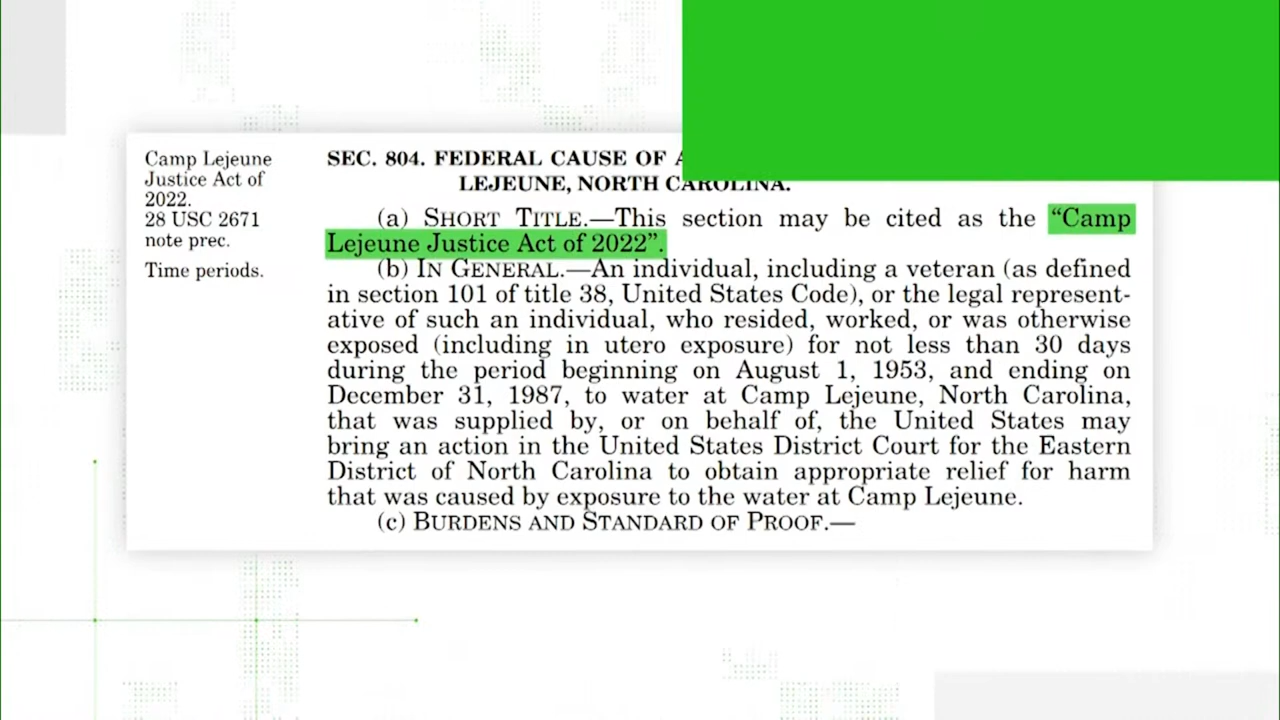 Camp Lejeune
Justice Act of
2022.
28 USC 2671
note prec.
Time periods.
SEC. 804. FEDERAL CAUSE OF
LEJEUNE, NORTH CAROLINA.
(a) SHORT TITLE.—This section may be cited as the “Camp
Lejeune Justice Act of 2022”.
(b) IN GENERAL.—An individual, including a veteran (as defined
in section 101 of title 38, United States Code), or the legal represent-
ative of such an individual, who resided, worked, or was otherwise
exposed (including in utero exposure) for not less than 30 days
during the period beginning on August 1, 1953, and ending on
December 31, 1987, to water at Camp Lejeune, North Carolina,
that was supplied by, or on behalf of, the United States may
bring an action in the United States District Court for the Eastern
District of North Carolina to obtain appropriate relief for harm
that was caused by exposure to the water at Camp Lejeune.
(c) BURDENS AND STANDARD OF PROOF.—